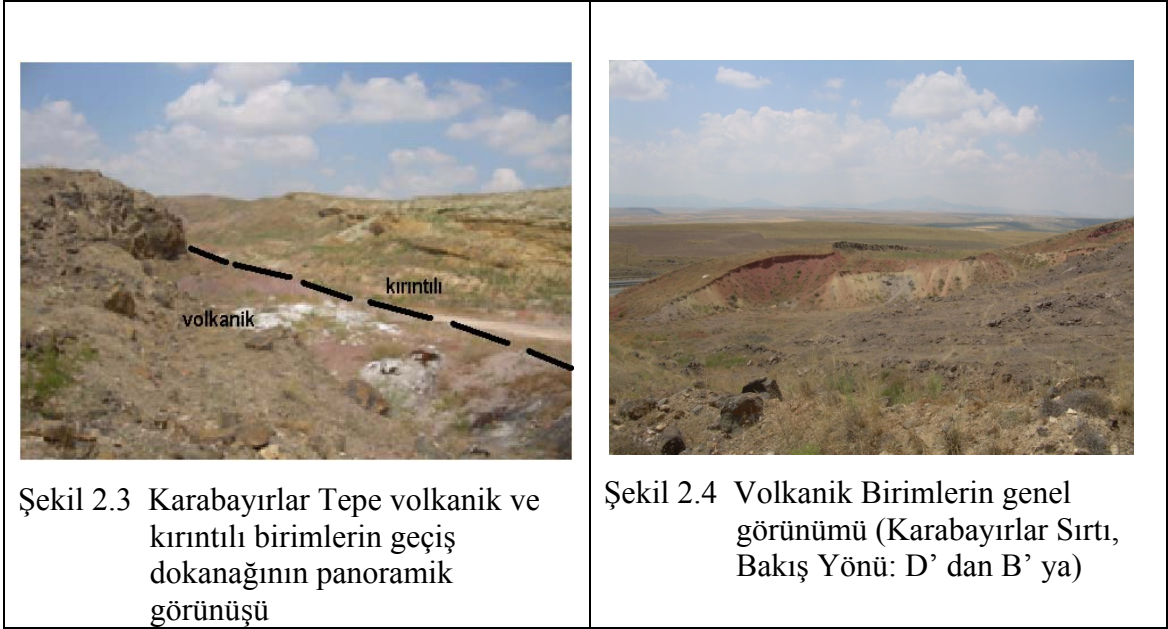 kırıntılı
volkanik
Şekil 2.3 Karabayırlar Tepe volkanik ve
kırıntılı birimlerin geçiş
dokanağının panoramik
görünüşü
Şekil 2.4 Volkanik Birimlerin genel
görünümü (Karabayırlar Sırtı,
Bakış Yönü: D’ dan B’ ya)